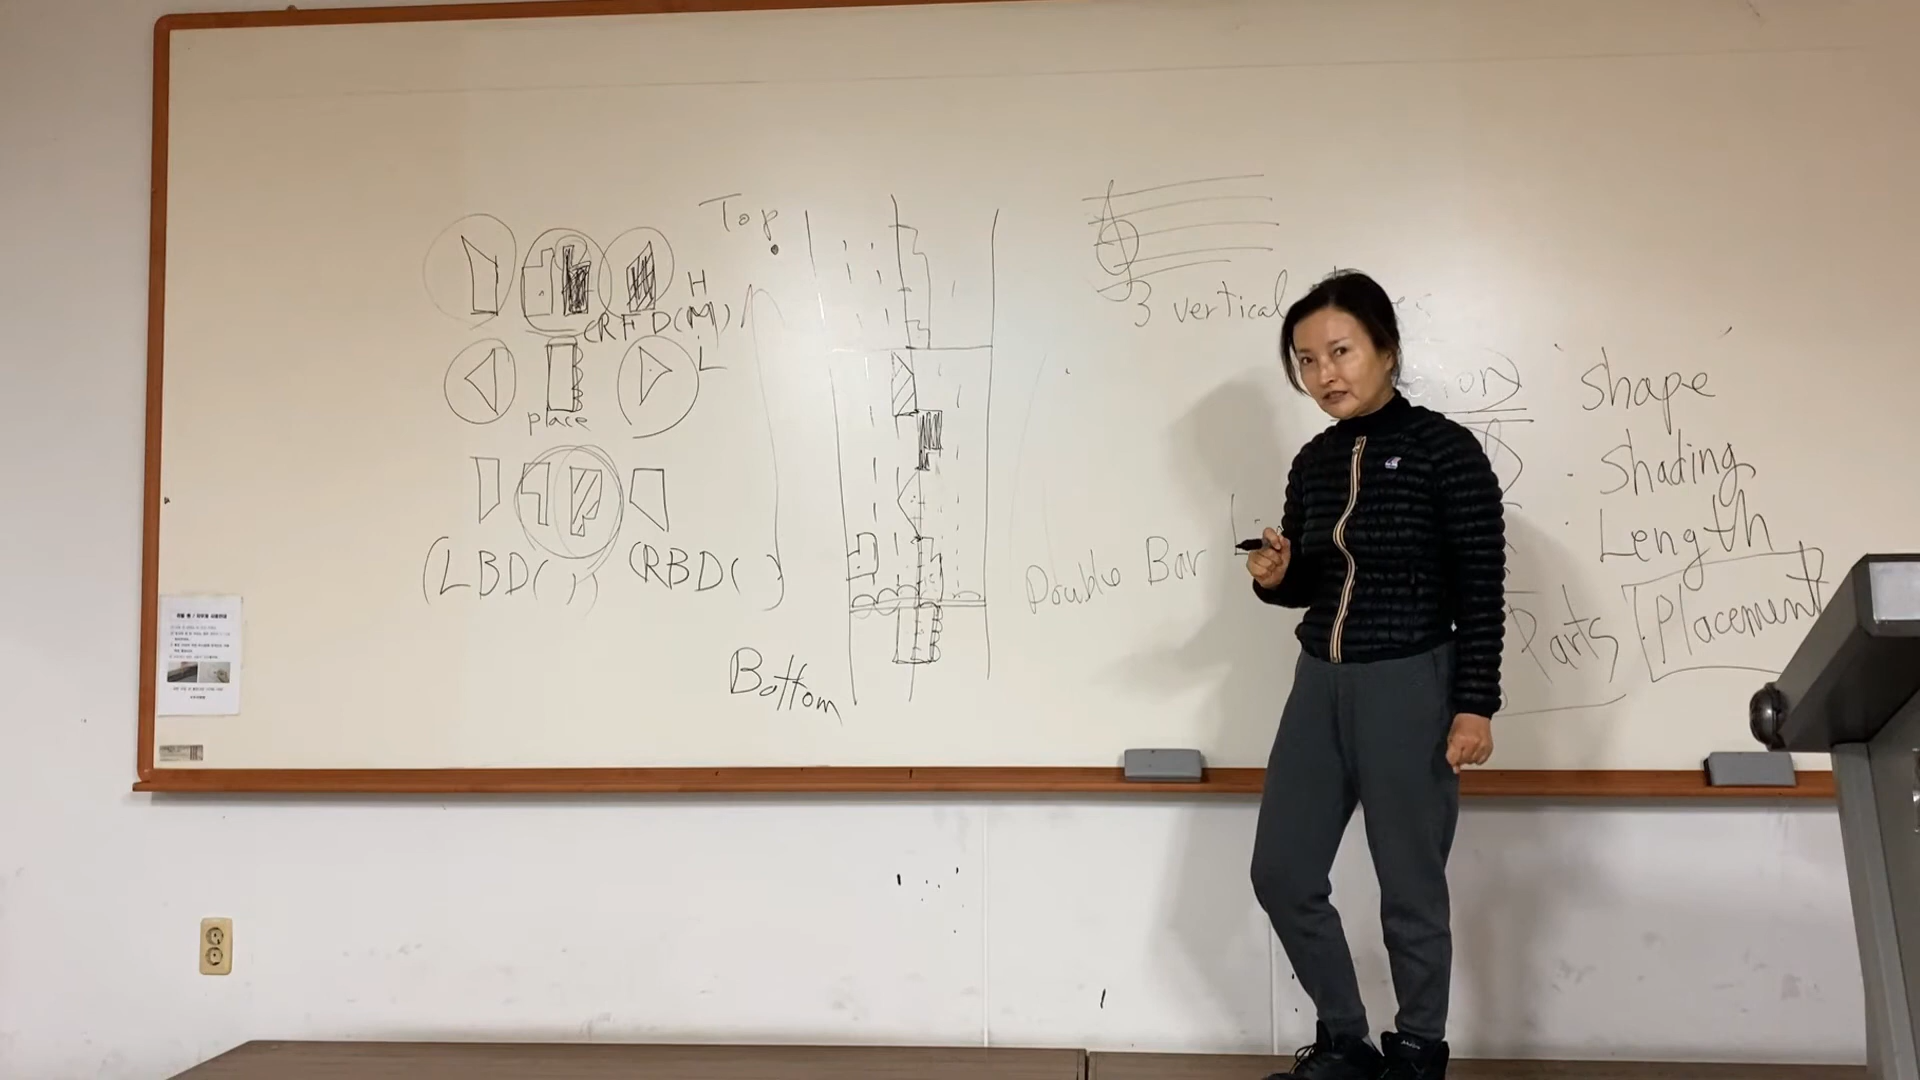 Top
H
(RFD(M)
L
place
(LBD( )) (RBD( )
Bottom
3 vertical
Double Bar
Shape
Shading
Length
Parts
Placement